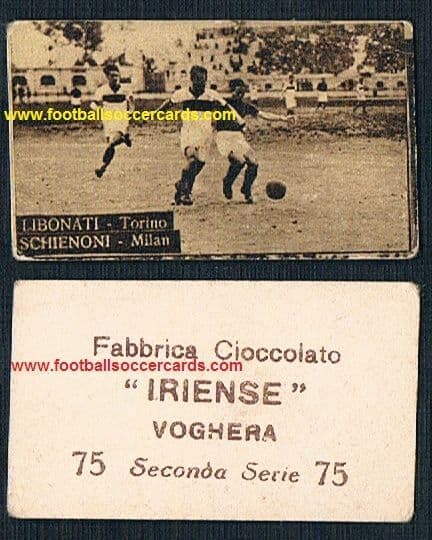 www.footballsoccercards.com
LIBONATI - Torino
SCHIENONI - Milan
Fabbrica Cioccolato
www.footballsoccercards.com
“IRIENSE”
VOGHERA
75 Seconda Serie 75